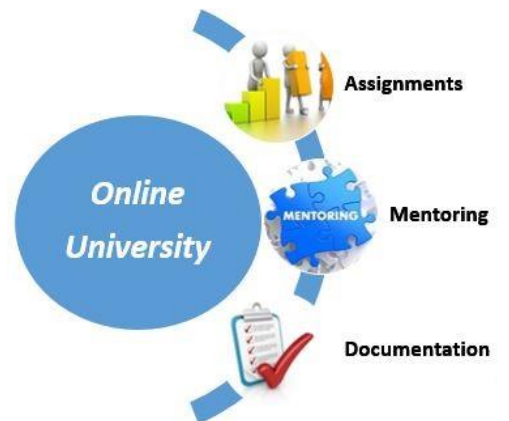 Assignments
Online
University
MENTORING
Mentoring
Documentation